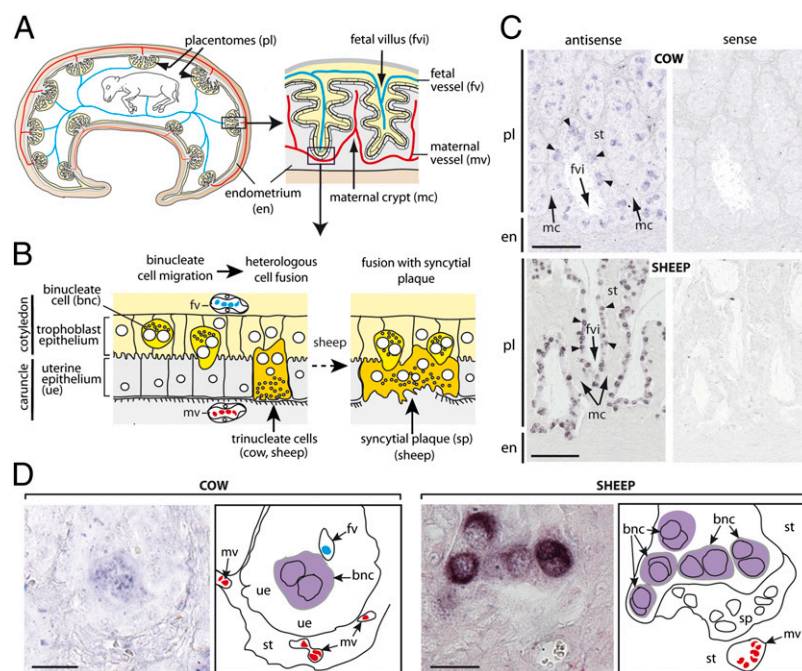 A
placentomes (pl)
endometrium
(en)
fetal villus (fvi)
fetal
vessel (fv)
maternal
vessel (mv)
maternal crypt (mc)
B
binucleate
cell migration
heterologous
cell fusion
fusion with syncytial
plaque
binucleate
cell (bnc)
fv
cotyledon
trophoblast
epithelium
caruncle
uterine
epithelium
(ue)
sheep
mv
trinucleate cells
(cow, sheep)
syncytial plaque (sp)
(sheep)
C
antisense
sense
COW
pl
st
fvi
mc
mc
en
SHEEP
pl
st
fvi
mc
en
D
COW
mv
fv
mv
bnc
ue
ue
mv
st
SHEEP
bnc
bnc
st
sp
mv
st